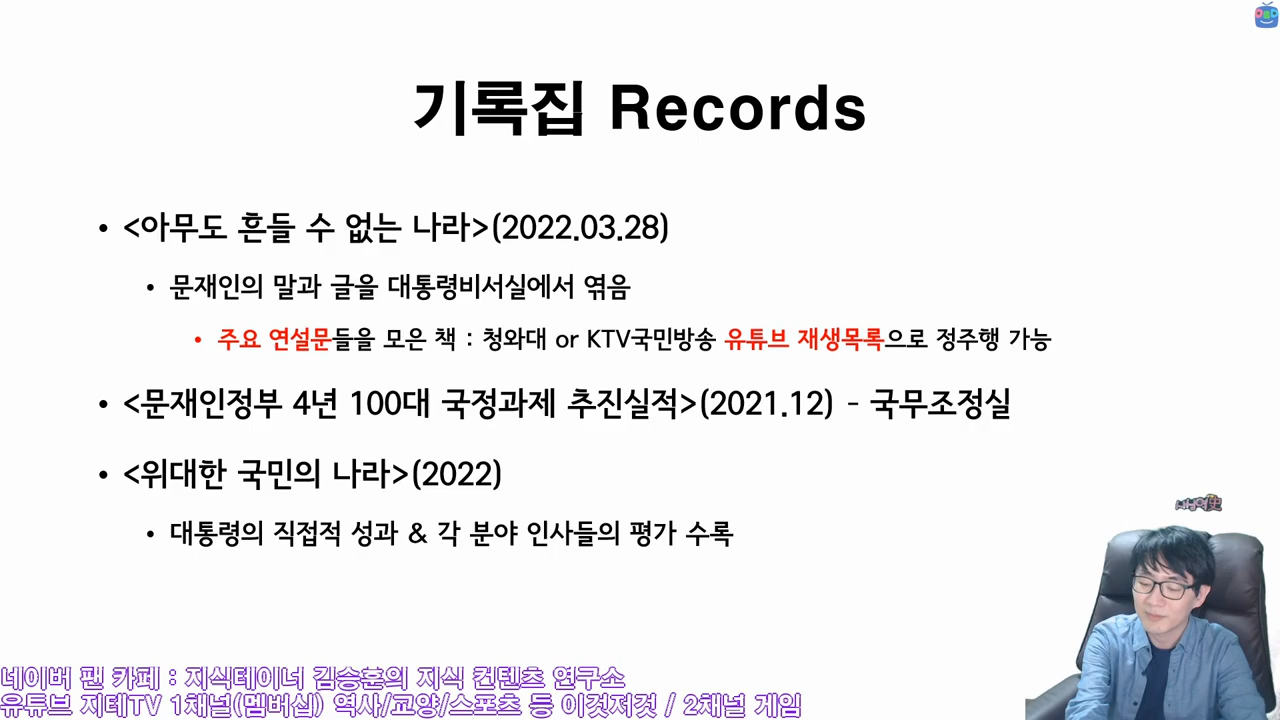 기록집 Records
• <아무도 흔들 수 없는 나라>(2022.03.28)
• 문재인의 말과 글을 대통령비서실에서 엮음
• 주요 연설문들을 모은 책 : 청와대 or KTV국민방송 유튜브 재생목록으로 정주행 가능
• <문재인정부 4년 100대 국정과제 추진실적>(2021.12) - 국무조정실
• <위대한 국민의 나라>(2022)
• 대통령의 직접적 성과 & 각 분야 인사들의 평가 수록
네이버 팬 카페 : 지식테이너 김승훈의 지식 컨텐츠 연구소
유튜브 지테TV 1채널(멤버십) 역사/교양/스포츠 등 이것저것 / 2채널 게임